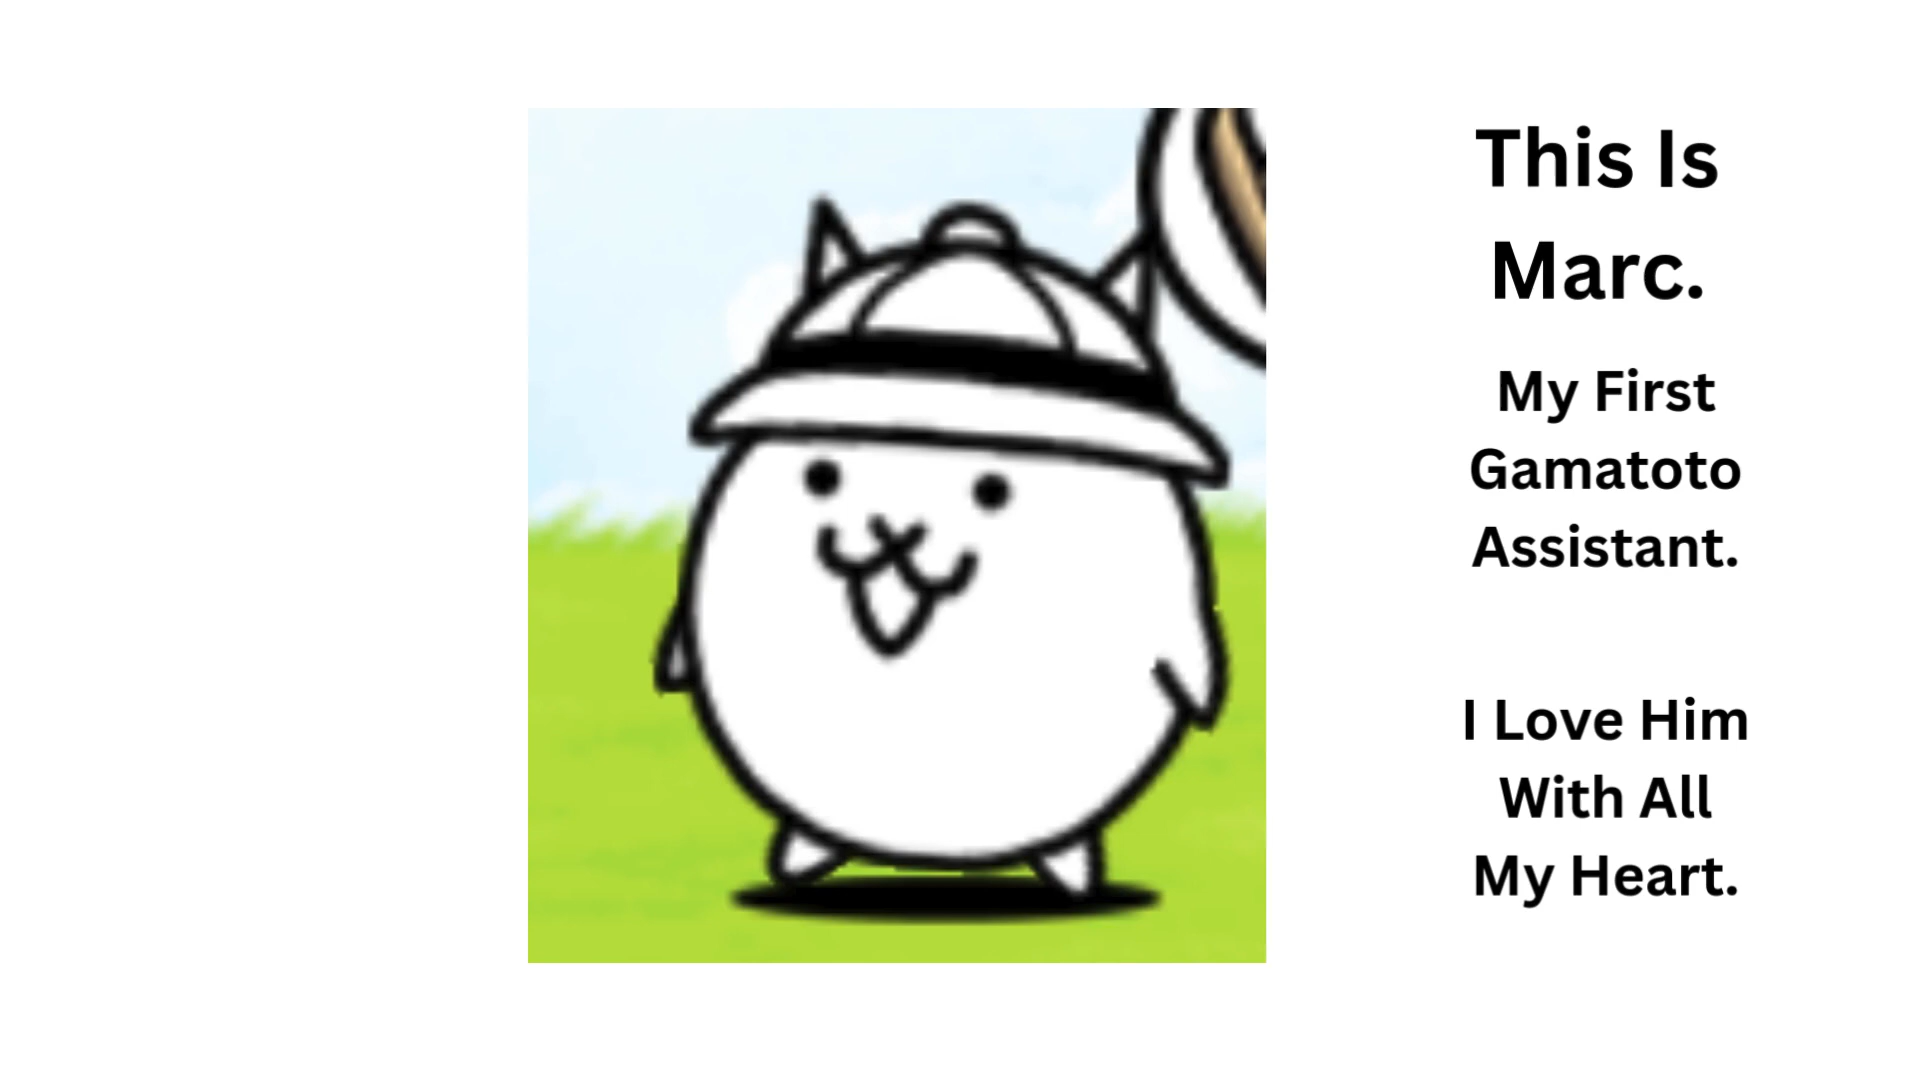 This Is
Marc.
My First
Gamatoto
Assistant.
I Love Him
With All
My Heart.